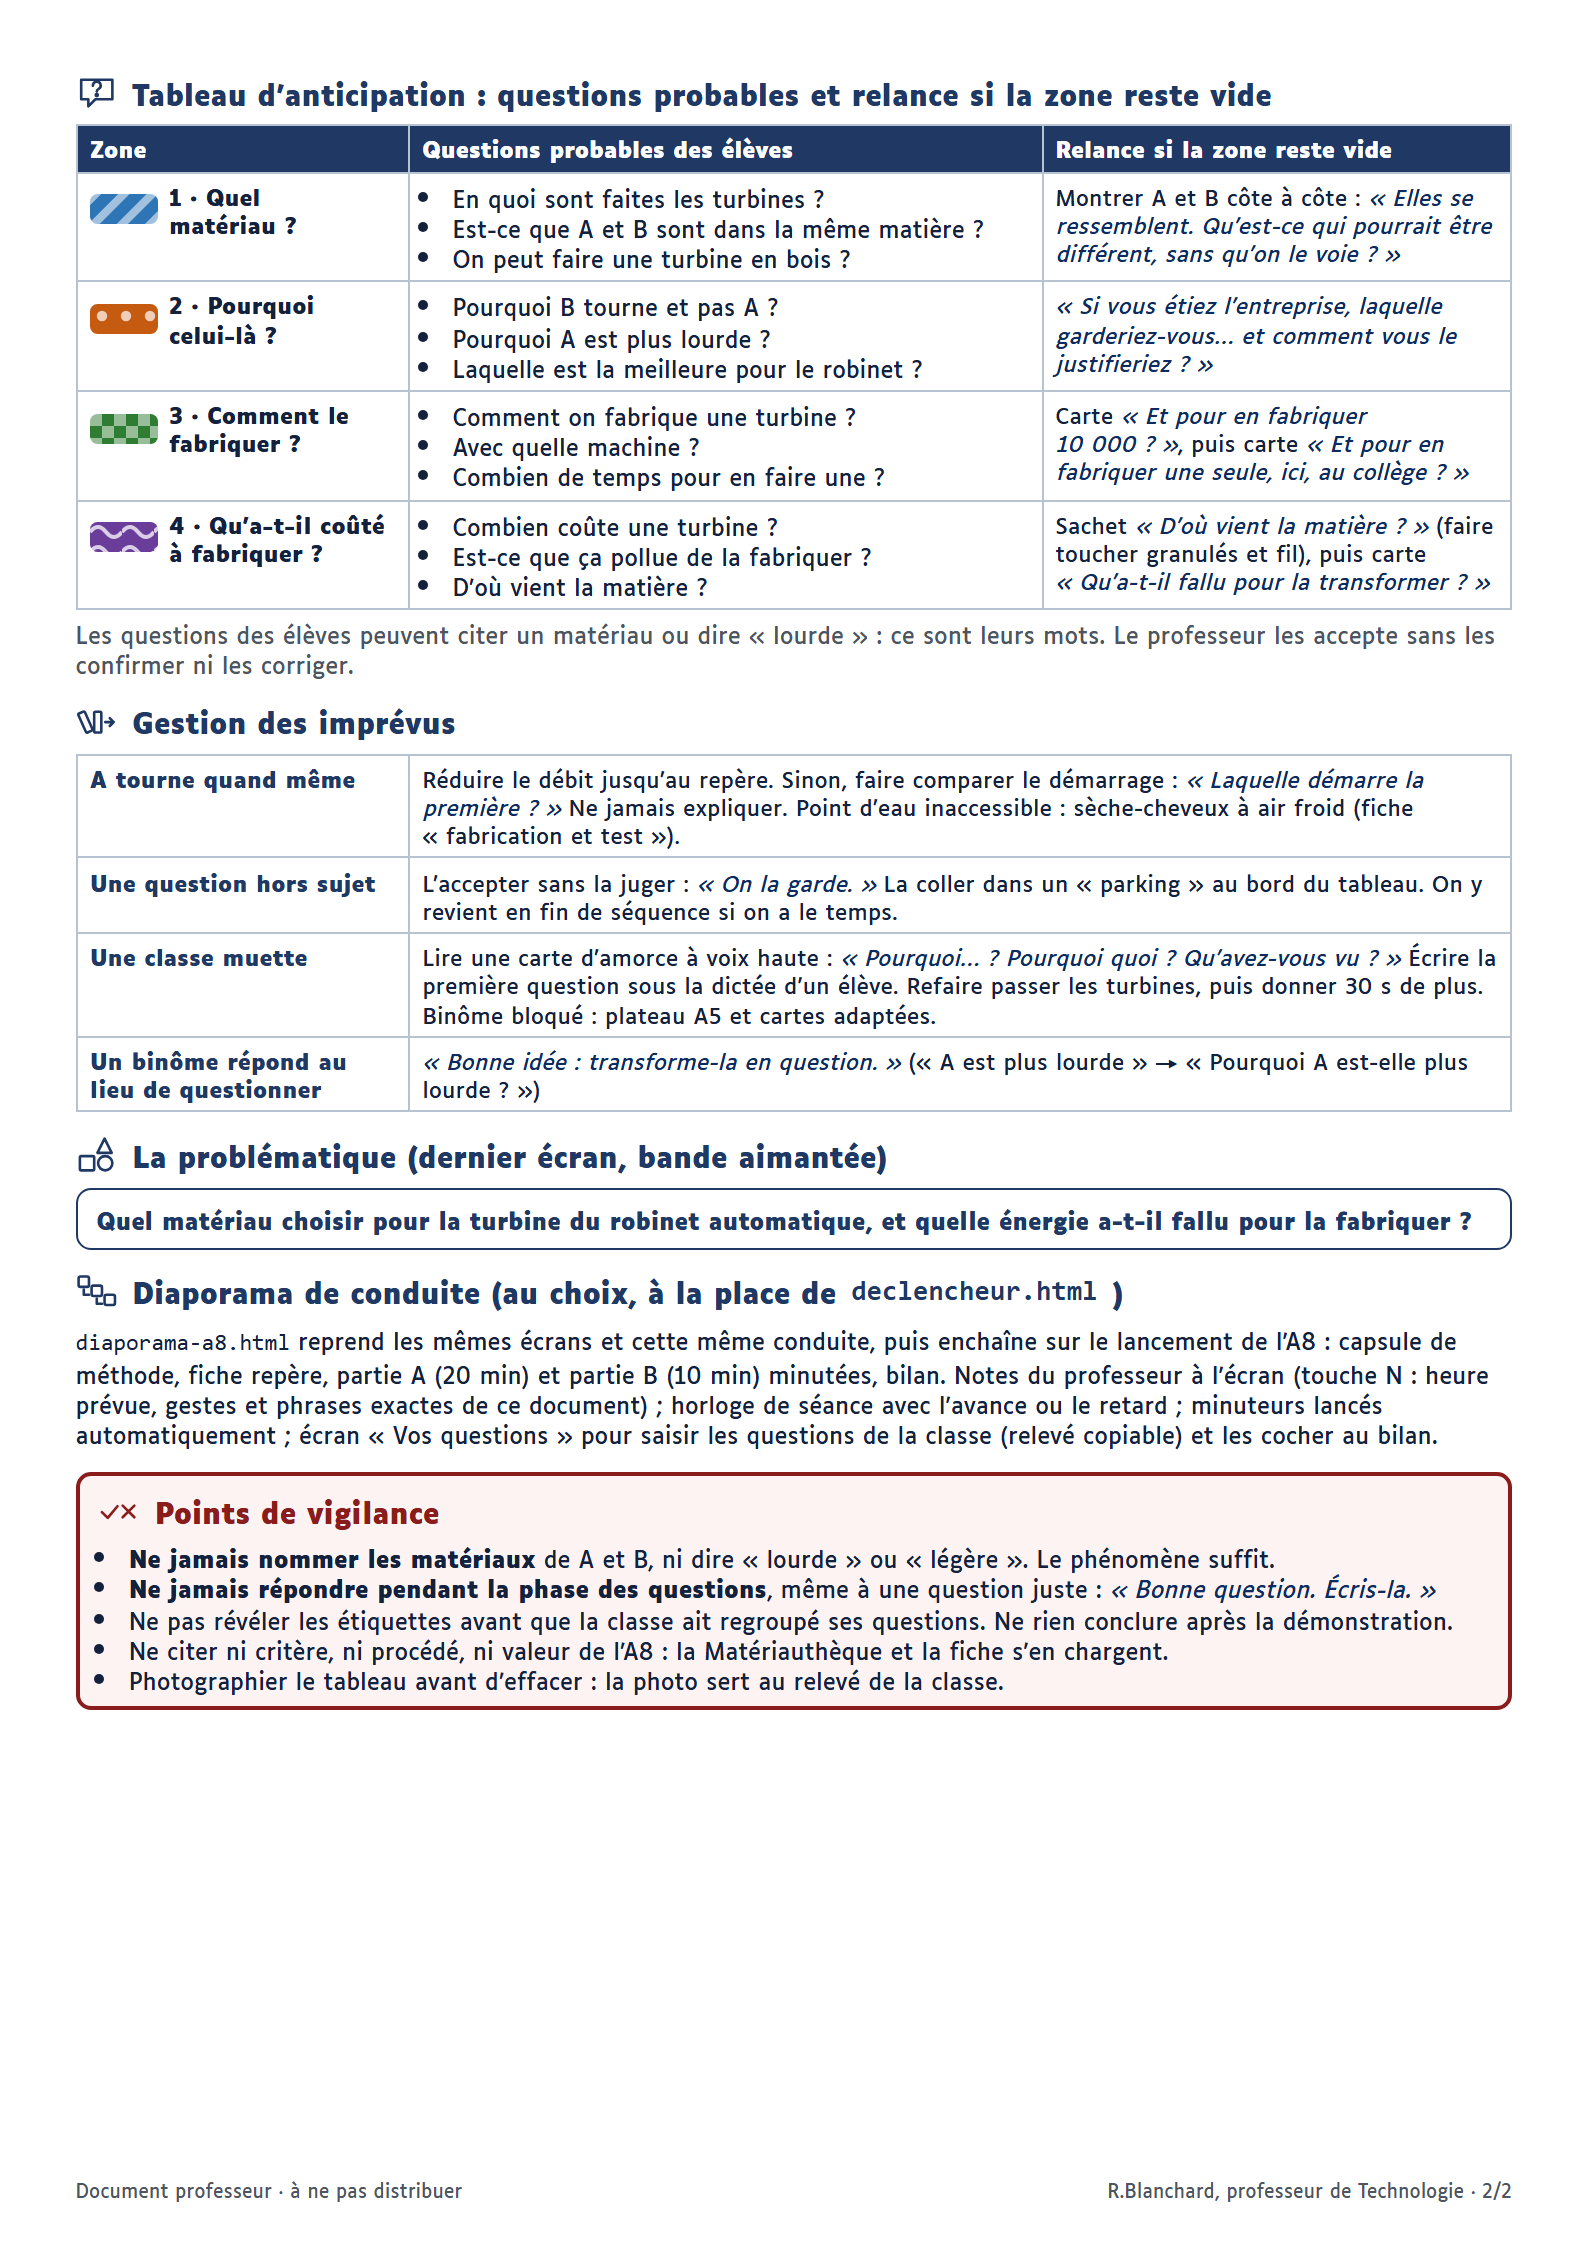 Tableau d'anticipation : questions probables et relance si la zone reste vide
Zone
Questions probables des élèves
Relance si la zone reste vide
1 · Quel
matériau ?
• En quoi sont faites les turbines ?
• Est-ce que A et B sont dans la même matière ?
• On peut faire une turbine en bois ?
Montrer A et B côte à côte : « Elles se
ressemblent. Qu'est-ce qui pourrait être
différent, sans qu'on le voie ? »
2 · Pourquoi
celui-là ?
• Pourquoi B tourne et pas A ?
• Pourquoi A est plus lourde ?
• Laquelle est la meilleure pour le robinet ?
« Si vous étiez l'entreprise, laquelle
garderiez-vous… et comment vous le
justifieriez ? »
3 · Comment le
fabriquer ?
• Comment on fabrique une turbine ?
• Avec quelle machine ?
• Combien de temps pour en faire une ?
Carte « Et pour en fabriquer
10 000 ? », puis carte « Et pour en
fabriquer une seule, ici, au collège ? »
4 · Qu'a-t-il coûté
à fabriquer ?
• Combien coûte une turbine ?
• Est-ce que ça pollue de la fabriquer ?
• D'où vient la matière ?
Sachet « D'où vient la matière ? » (faire
toucher granulés et fil), puis carte
« Qu'a-t-il fallu pour la transformer ? »
Les questions des élèves peuvent citer un matériau ou dire « lourde » : ce sont leurs mots. Le professeur les accepte sans les
confirmer ni les corriger.
Gestion des imprévus
A tourne quand même
Réduire le débit jusqu'au repère. Sinon, faire comparer le démarrage : « Laquelle démarre la
première ? » Ne jamais expliquer. Point d'eau inaccessible : sèche-cheveux à air froid (fiche
« fabrication et test »).
Une question hors sujet
L'accepter sans la juger : « On la garde. » La coller dans un « parking » au bord du tableau. On y
revient en fin de séquence si on a le temps.
Une classe muette
Lire une carte d'amorce à voix haute : « Pourquoi… ? Pourquoi quoi ? Qu'avez-vous vu ? » Écrire la
première question sous la dictée d'un élève. Refaire passer les turbines, puis donner 30 s de plus.
Binôme bloqué : plateau A5 et cartes adaptées.
Un binôme répond au
lieu de questionner
« Bonne idée : transforme-la en question. » (« A est plus lourde » → « Pourquoi A est-elle plus
lourde ? »)
La problématique (dernier écran, bande aimantée)
Quel matériau choisir pour la turbine du robinet automatique, et quelle énergie a-t-il fallu pour la fabriquer ?
Diaporama de conduite (au choix, à la place de declencheur.html )
diaporama-a8.html reprend les mêmes écrans et cette même conduite, puis enchaîne sur le lancement de l'A8 : capsule de
méthode, fiche repère, partie A (20 min) et partie B (10 min) minutées, bilan. Notes du professeur à l'écran (touche N : heure
prévue, gestes et phrases exactes de ce document) ; horloge de séance avec l'avance ou le retard ; minuteurs lancés
automatiquement ; écran « Vos questions » pour saisir les questions de la classe (relevé copiable) et les cocher au bilan.
Points de vigilance
• Ne jamais nommer les matériaux de A et B, ni dire « lourde » ou « légère ». Le phénomène suffit.
• Ne jamais répondre pendant la phase des questions, même à une question juste : « Bonne question. Écris-la. »
• Ne pas révéler les étiquettes avant que la classe ait regroupé ses questions. Ne rien conclure après la démonstration.
• Ne citer ni critère, ni procédé, ni valeur de l'A8 : la Matériauthèque et la fiche s'en chargent.
• Photographier le tableau avant d'effacer : la photo sert au relevé de la classe.
Document professeur · à ne pas distribuer
R.Blanchard, professeur de Technologie · 2/2